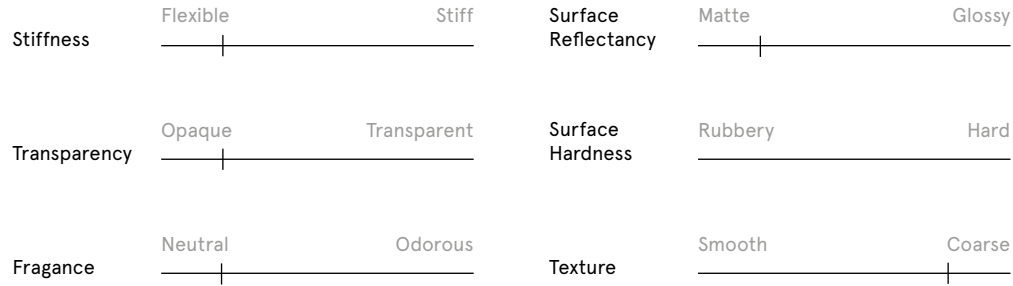 Flexible Stiff
Stiffness
Opaque Transparent
Transparency
Neutral Odorous
Fragance
Surface
Reflectancy
Matte Glossy
Surface
Hardness
Rubbery Hard
Smooth Coarse
Texture